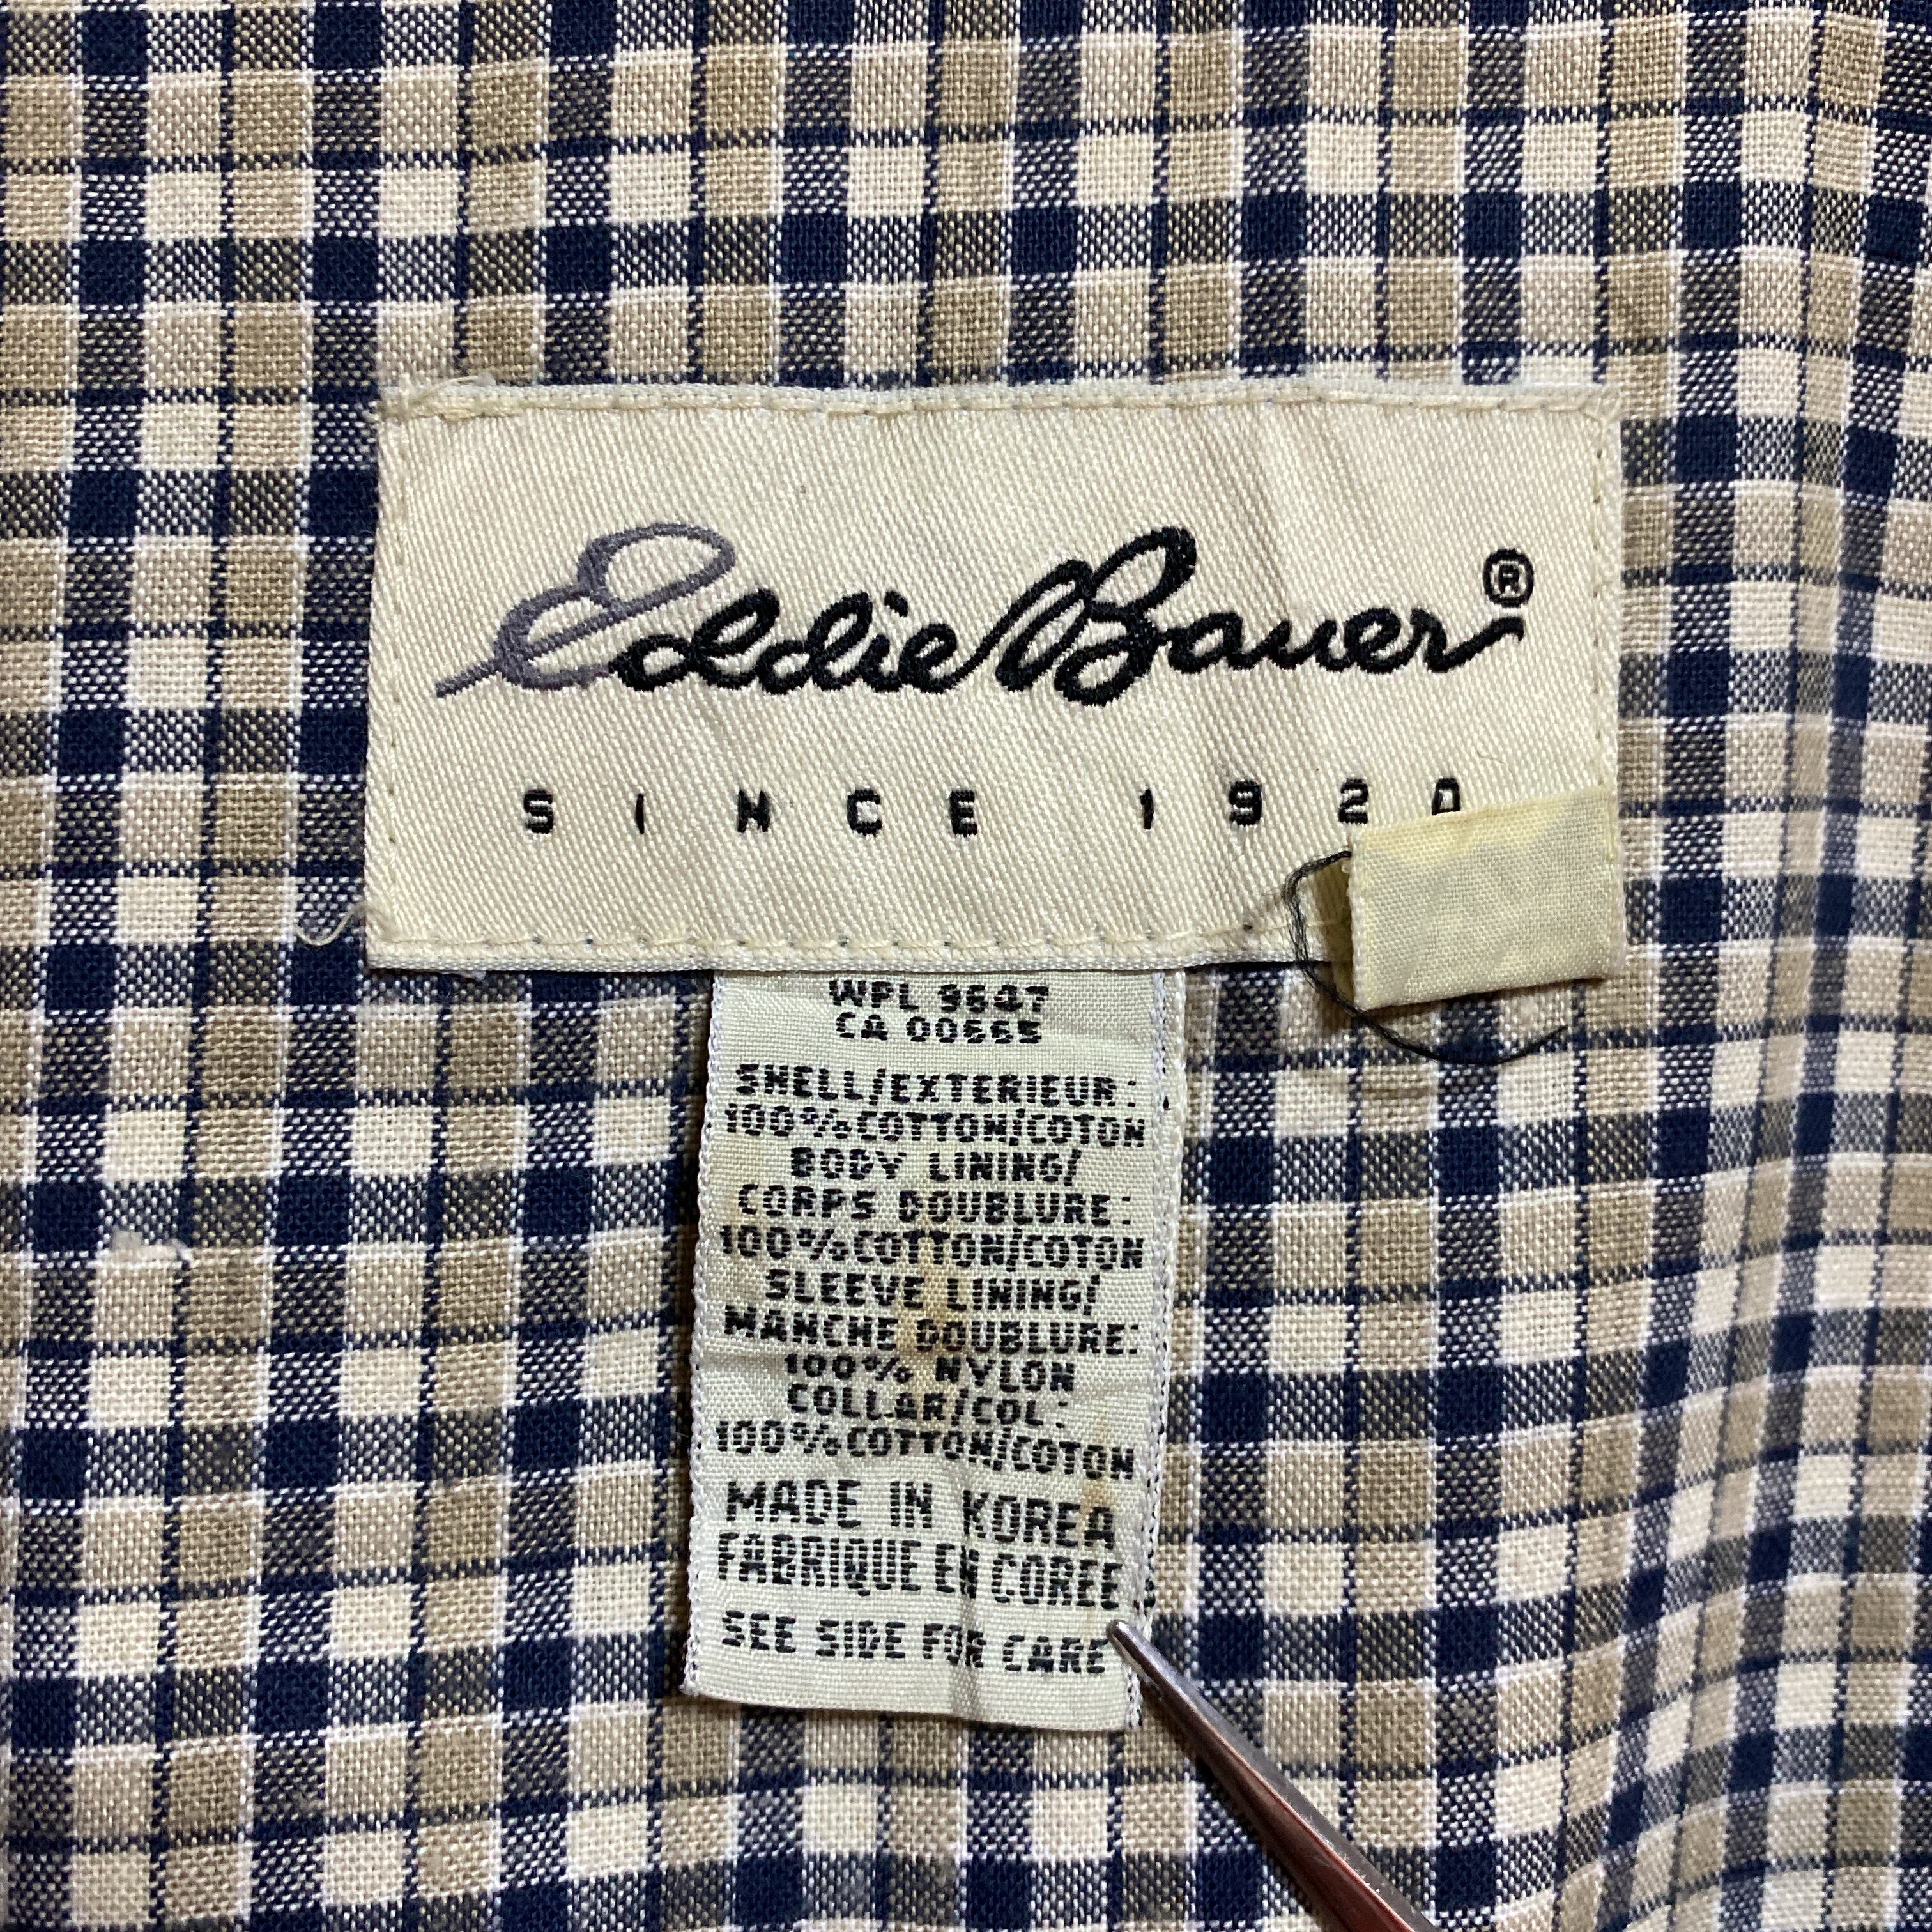 Eddie Bauer ®
SINCE 1920
WPL 9647
CA 00665
SHELL/EXTERIEUR:
100%COTTON/COTON
BODY LINING/
CORPS DOUBLURE:
100%COTTON/COTON
SLEEVE LINING/
MANCHE DOUBLURE:
100% NYLON
COLLAR/COL:
100%COTTON/COTON
MADE IN KOREA
FABRIQUE EN COREE
SEE SIDE FOR CARE